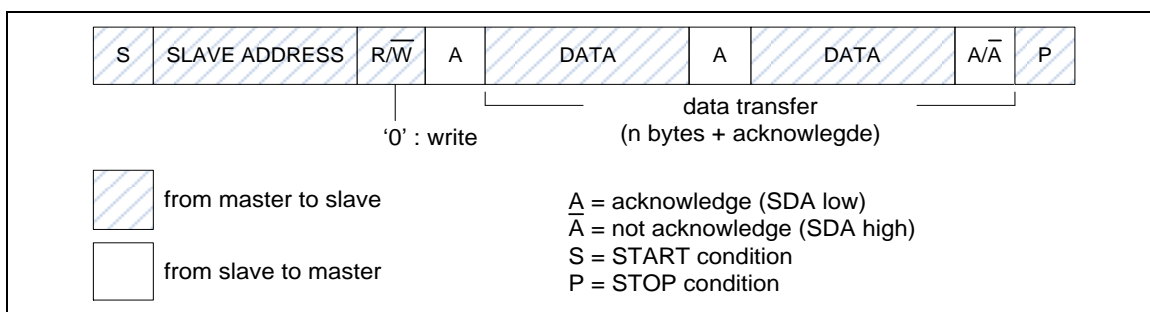 S SLAVE ADDRESS R/W̅ A DATA A DATA A/A̅ P
data transfer
(n bytes + acknowlegde)
‘0’ : write
from master to slave
from slave to master
A = acknowledge (SDA low)
A̅ = not acknowledge (SDA high)
S = START condition
P = STOP condition